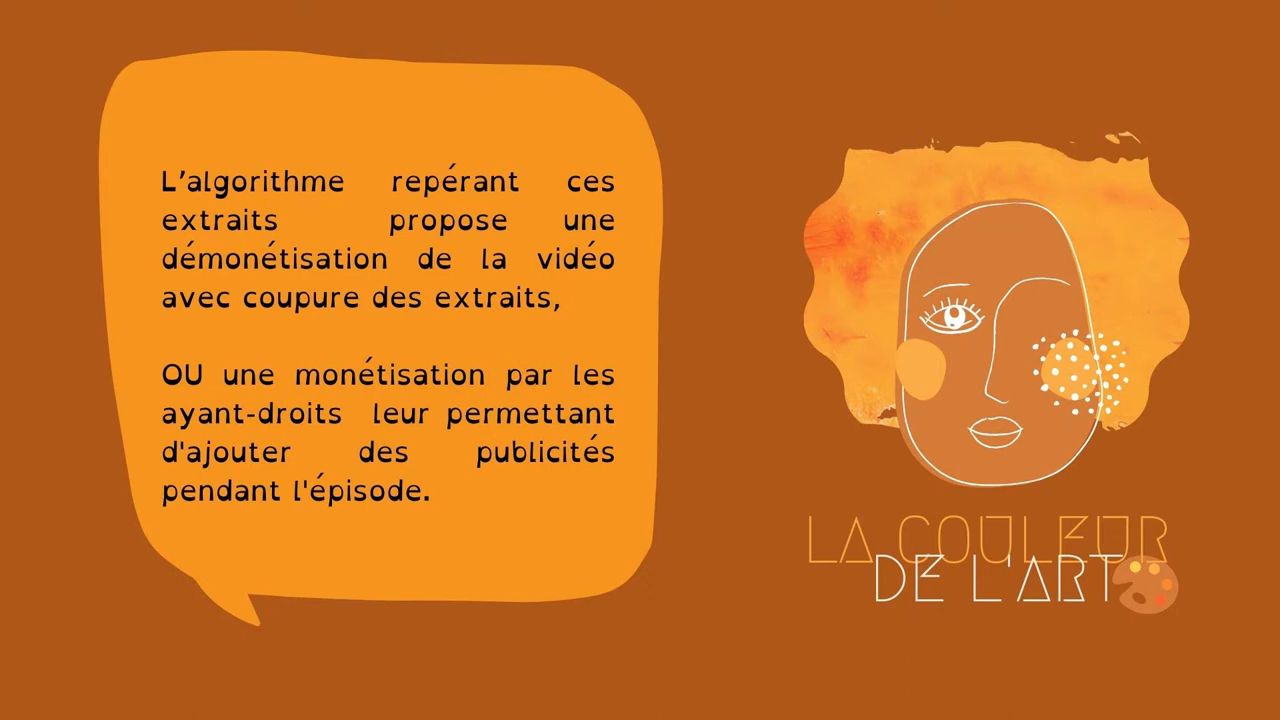 L’algorithme repérant ces
extraits propose une
démonétisation de la vidéo
avec coupure des extraits,
OU une monétisation par les
ayant-droits leur permettant
d'ajouter des publicités
pendant l'épisode.
LA COULEUR
DE L'ART